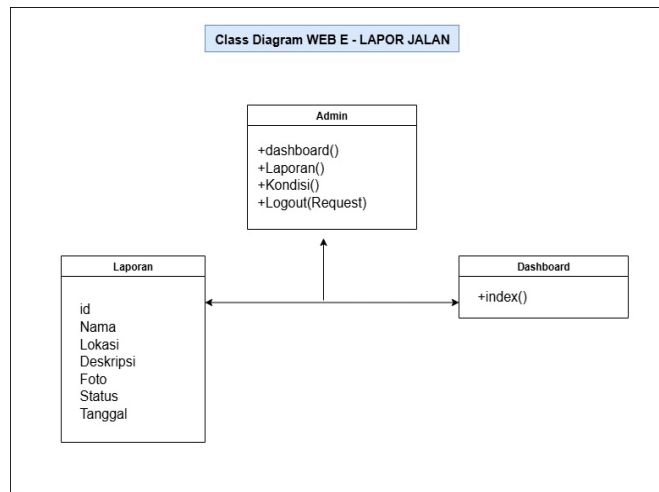 Class Diagram WEB E - LAPOR JALAN
Admin
+dashboard()
+Laporan()
+Kondisi()
+Logout(Request)
Laporan
id
Nama
Lokasi
Deskripsi
Foto
Status
Tanggal
Dashboard
+index()